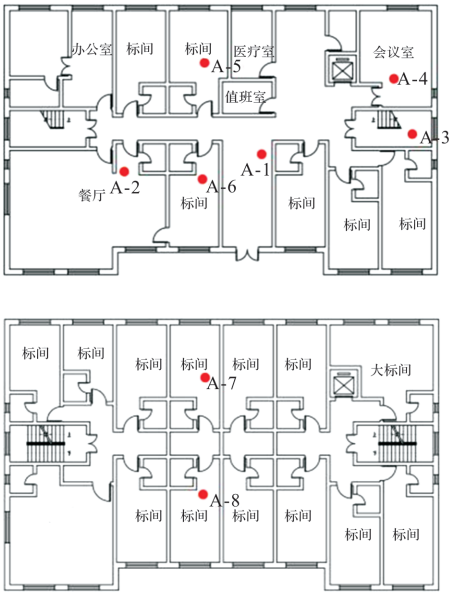 办公室 标间 标间 医疗室 会议室
A-5
A-4
值班室
A-3
A-1
A-2 A-6
餐厅 标间 标间
标间 标间
标间 标间 标间 标间 标间 标间 大标间
A-7
A-8
标间 标间 标间 标间 标间 标间